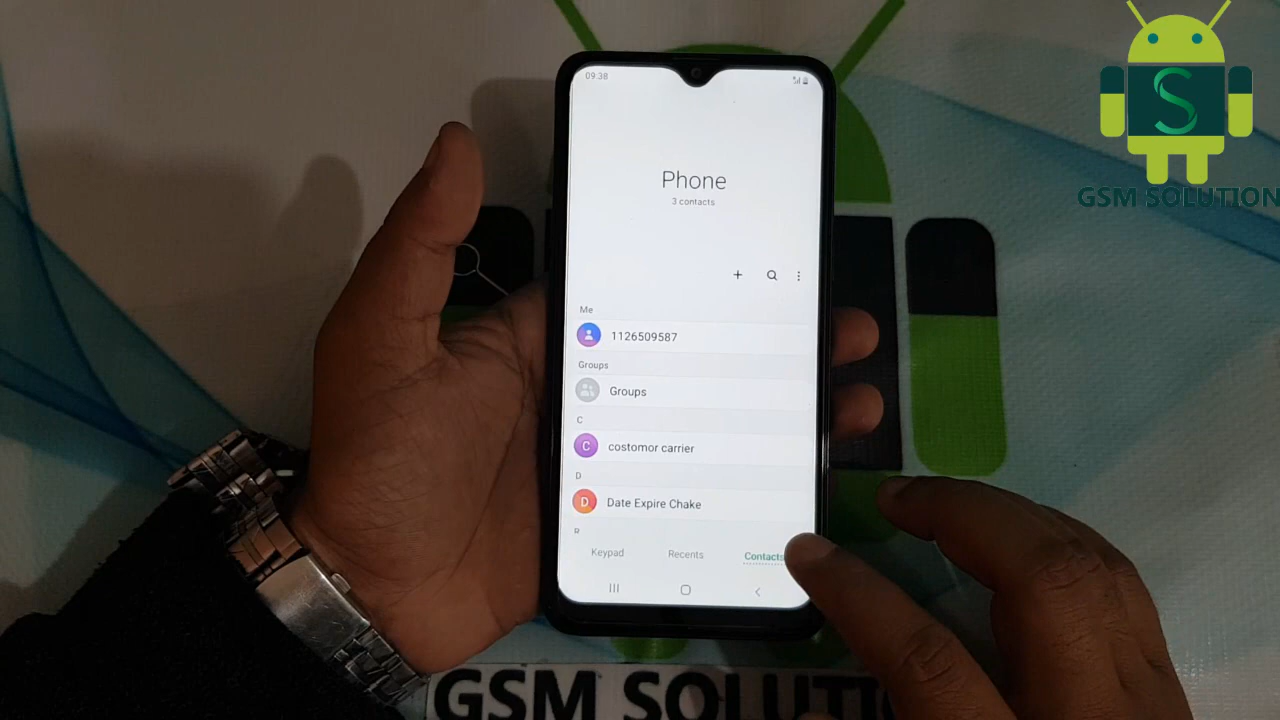 09:38
Phone
3 contacts
Me
1126509587
Groups
Groups
C
C costomor carrier
D
D Date Expire Chake
Keypad Recents Contacts
S
GSM SOLUTION
GSM SOLUTI